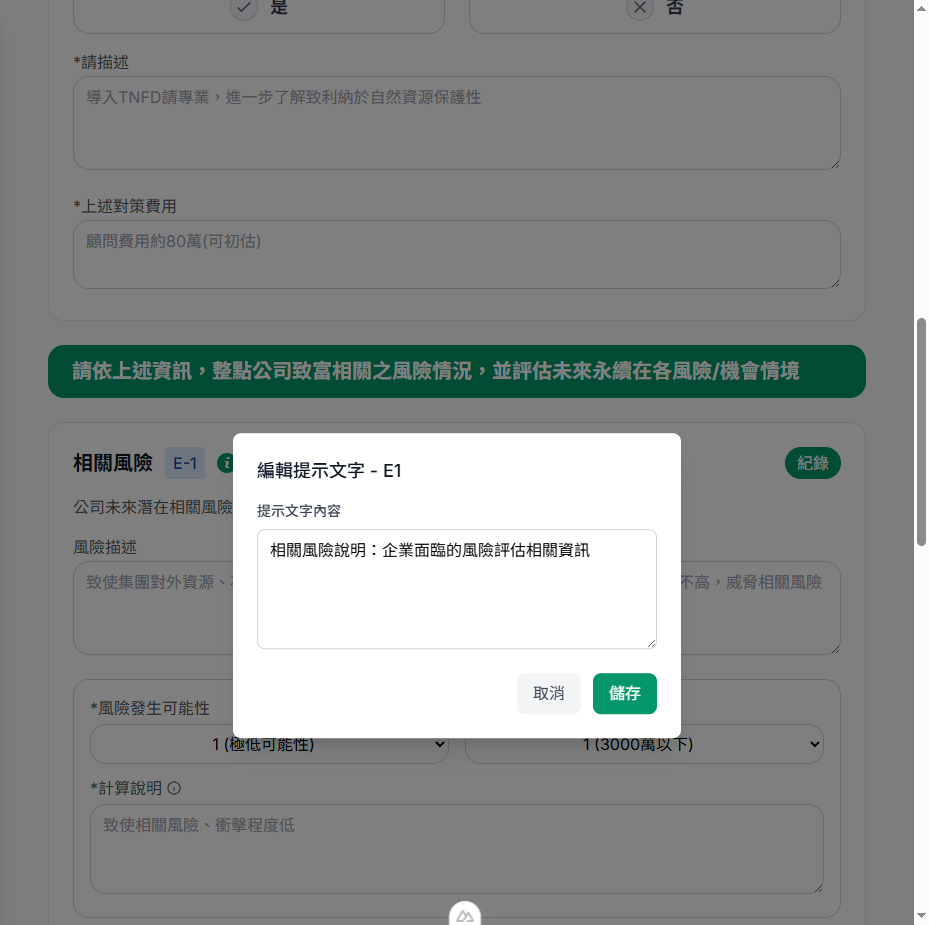 是
否
*請描述
導入TNFD請專業，進一步了解致利納於自然資源保護性
*上述對策費用
顧問費用約80萬(可初估)
請依上述資訊，整點公司致富相關之風險情況，並評估未來永續在各風險/機會情境
相關風險 E-1 i
紀錄
公司未來潛在相關風險
風險描述
致使集團對外資源、
不高，威脅相關風險
編輯提示文字 - E1
提示文字內容
相關風險說明：企業面臨的風險評估相關資訊
取消
儲存
*風險發生可能性
1 (極低可能性)
1 (3000萬以下)
*計算說明
致使相關風險、衝擊程度低